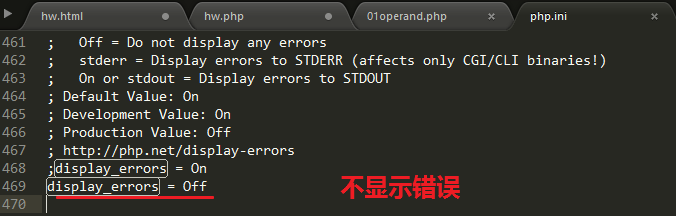 hw.html hw.php 01operand.php php.ini
461 ;   Off = Do not display any errors
462 ;   stderr = Display errors to STDERR (affects only CGI/CLI binaries!)
463 ;   On or stdout = Display errors to STDOUT
464 ; Default Value: On
465 ; Development Value: On
466 ; Production Value: Off
467 ; http://php.net/display-errors
468 ;display_errors = On
469 display_errors = Off 不显示错误
470